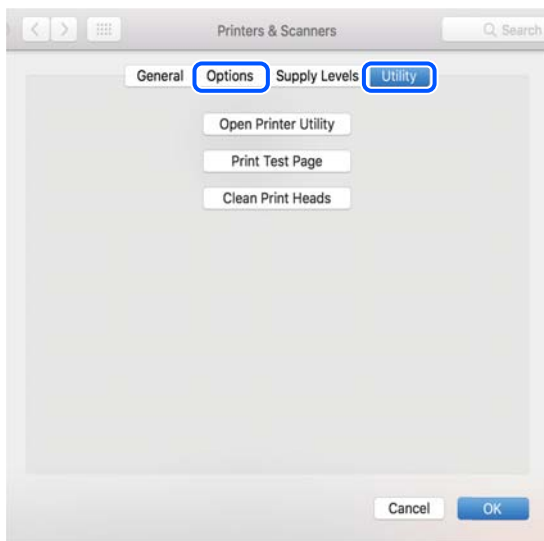 Printers & Scanners Search
General Options Supply Levels Utility
Open Printer Utility
Print Test Page
Clean Print Heads
Cancel OK